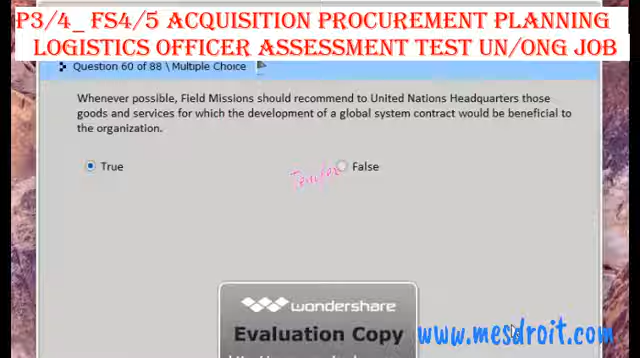 P3/4_ FS4/5 ACQUISITION PROCUREMENT PLANNING
LOGISTICS OFFICER ASSESSMENT TEST UN/ONG JOB
Question 60 of 88 \ Multiple Choice
Whenever possible, Field Missions should recommend to United Nations Headquarters those
goods and services for which the development of a global system contract would be beneficial to
the organization.
True
False
wondershare
Evaluation Copy
www.mesdroit.com